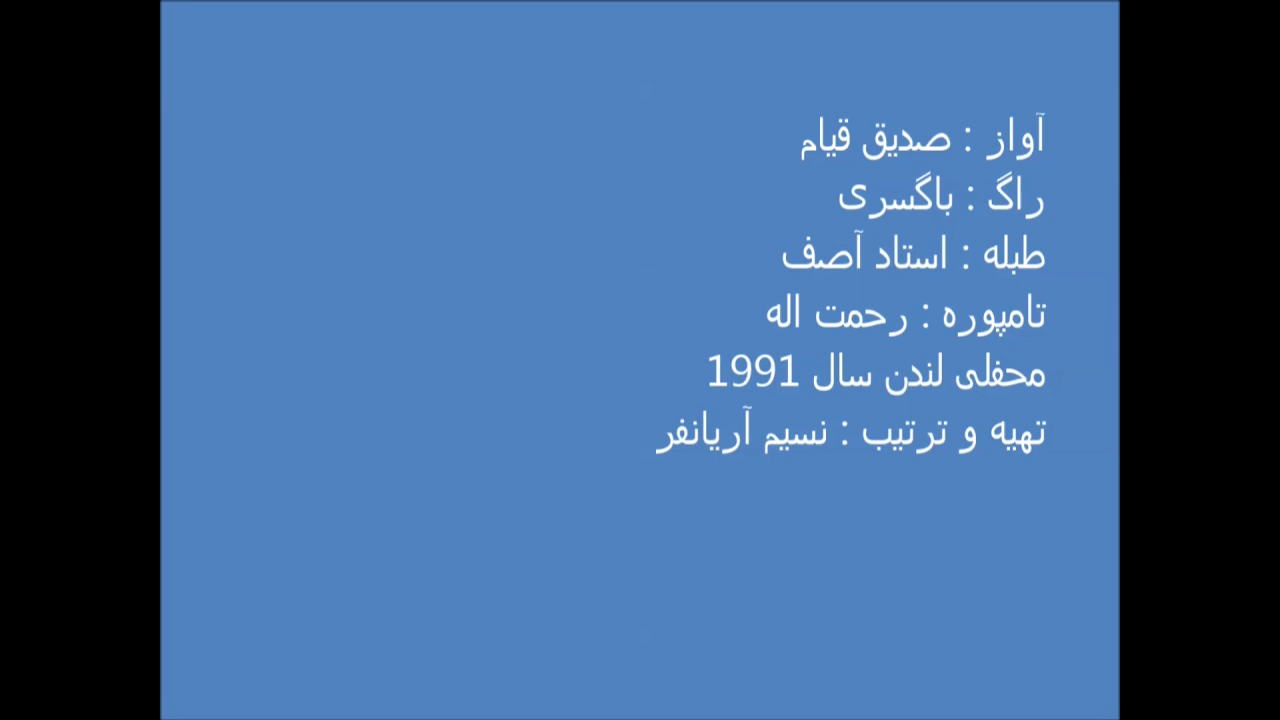 آواز : صدیق قیام
راگ : باگسری
طبله : استاد آصف
تامپوره : رحمت اله
محفلی لندن سال 1991
تهیه و ترتیب : نسیم آریانفر